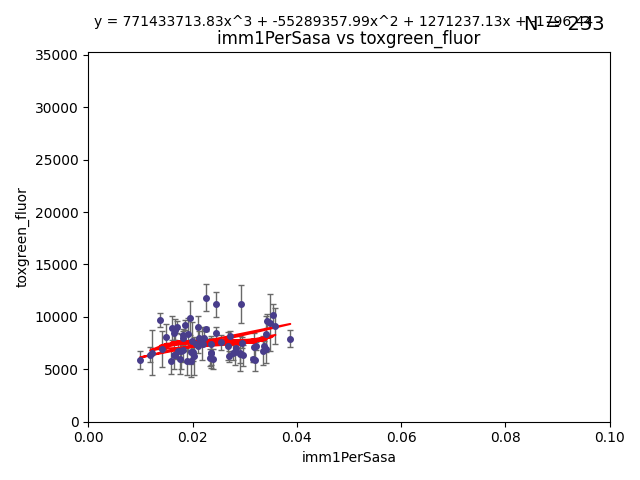 y = 771433713.83x^3 + -55289357.99x^2 + 1271237.13x +
N = 253
imm1PerSasa vs toxgreen_fluor
35000
30000
25000
20000
15000
10000
5000
0
toxgreen_fluor
0.00 0.02 0.04 0.06 0.08 0.10
imm1PerSasa